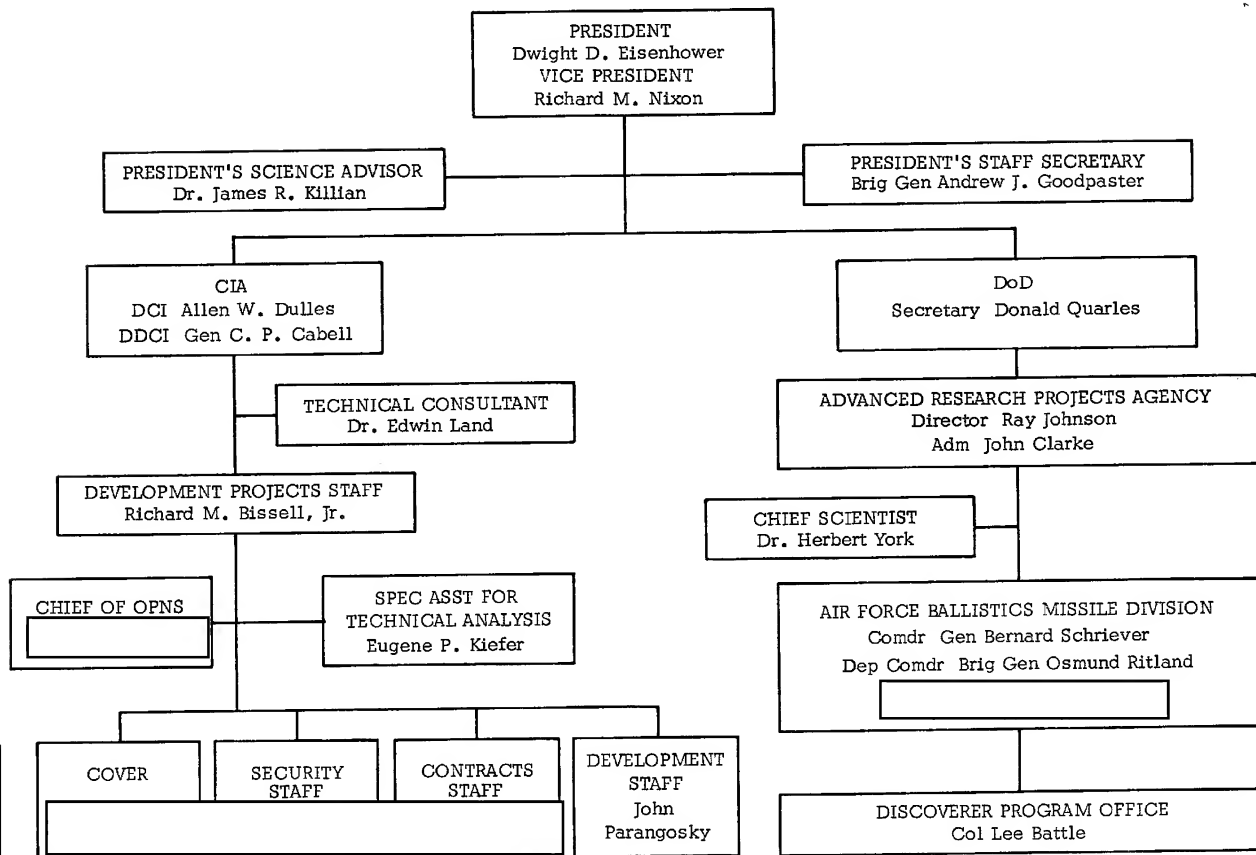 PRESIDENT
Dwight D. Eisenhower
VICE PRESIDENT
Richard M. Nixon
PRESIDENT'S SCIENCE ADVISOR
Dr. James R. Killian
PRESIDENT'S STAFF SECRETARY
Brig Gen Andrew J. Goodpaster
CIA
DCI Allen W. Dulles
DDCI Gen C. P. Cabell
DoD
Secretary Donald Quarles
TECHNICAL CONSULTANT
Dr. Edwin Land
ADVANCED RESEARCH PROJECTS AGENCY
Director Ray Johnson
Adm John Clarke
DEVELOPMENT PROJECTS STAFF
Richard M. Bissell, Jr.
CHIEF SCIENTIST
Dr. Herbert York
CHIEF OF OPNS
SPEC ASST FOR
TECHNICAL ANALYSIS
Eugene P. Kiefer
AIR FORCE BALLISTICS MISSILE DIVISION
Comdr Gen Bernard Schriever
Dep Comdr Brig Gen Osmund Ritland
COVER
SECURITY
STAFF
CONTRACTS
STAFF
DEVELOPMENT
STAFF
John
Parangosky
DISCOVERER PROGRAM OFFICE
Col Lee Battle